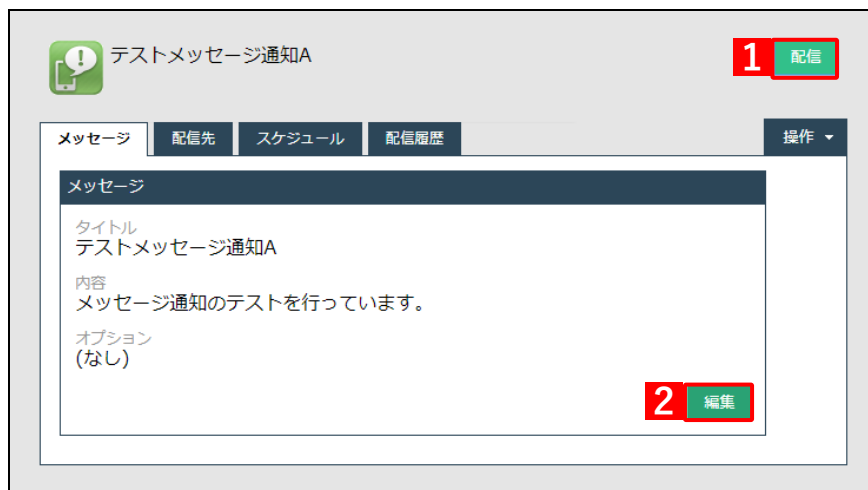 テストメッセージ通知A
1 配信
メッセージ 配信先 スケジュール 配信履歴 操作
メッセージ
タイトル
テストメッセージ通知A
内容
メッセージ通知のテストを行っています。
オプション
(なし)
2 編集